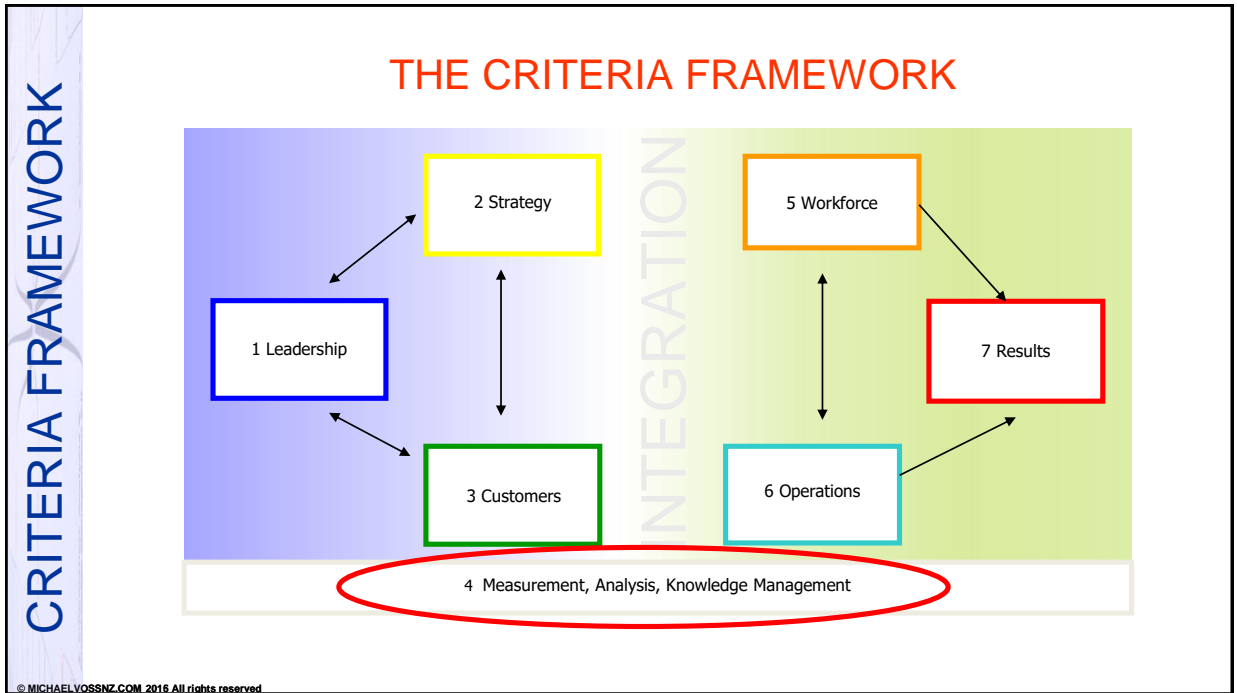 CRITERIA FRAMEWORK
THE CRITERIA FRAMEWORK
INTEGRATION
2 Strategy
5 Workforce
1 Leadership
7 Results
3 Customers
6 Operations
4 Measurement, Analysis, Knowledge Management
© MICHAELVOSSNZ.COM 2016 All rights reserved